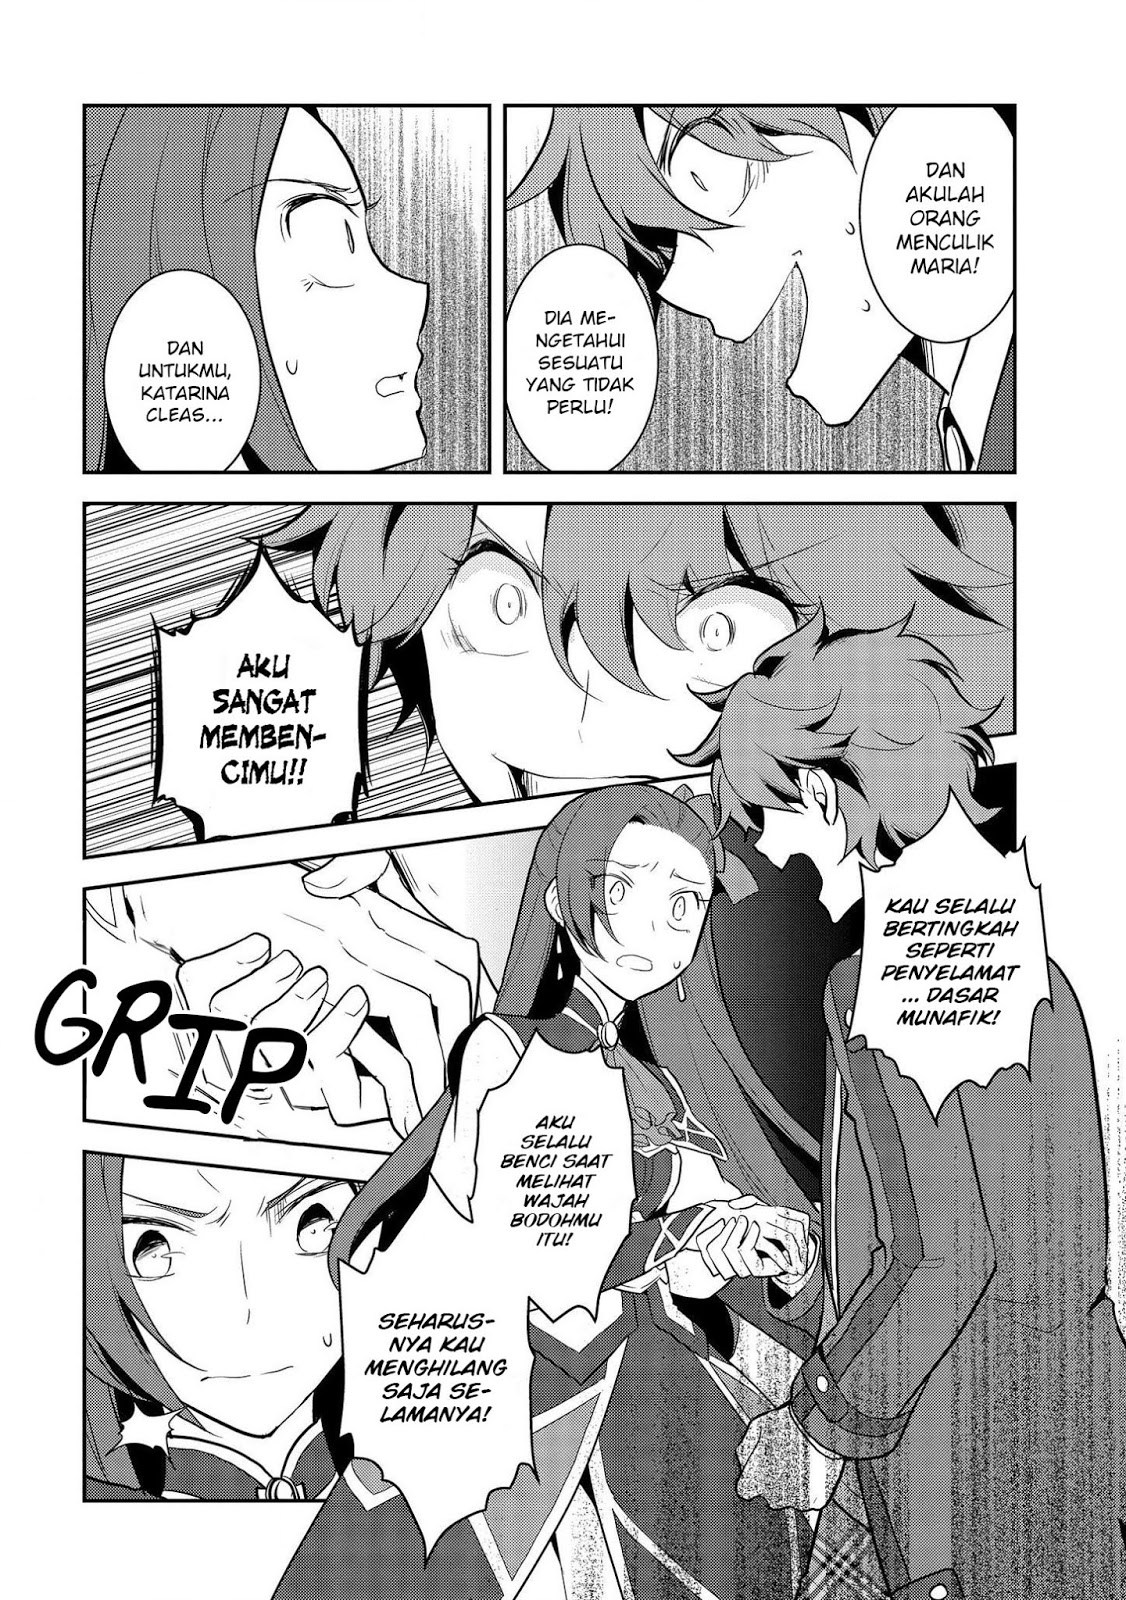 DAN
AKULAH
ORANG
MENCULIK
MARIA!
DIA ME-
NGETAHUI
SESUATU
YANG TIDAK
PERLU!
DAN
UNTUKMU,
KATARINA
CLEAS...
AKU
SANGAT
MEMBEN-
CIMU!!
KAU SELALU
BERTINGKAH
SEPERTI
PENYELAMAT
... DASAR
MUNAFIK!
GRIP
AKU
SELALU
BENCI SAAT
MELIHAT
WAJAH
BODOHMU
ITU!
SEHARUS-
NYA KAU
MENGHILANG
SAJA SE-
LAMANYA!